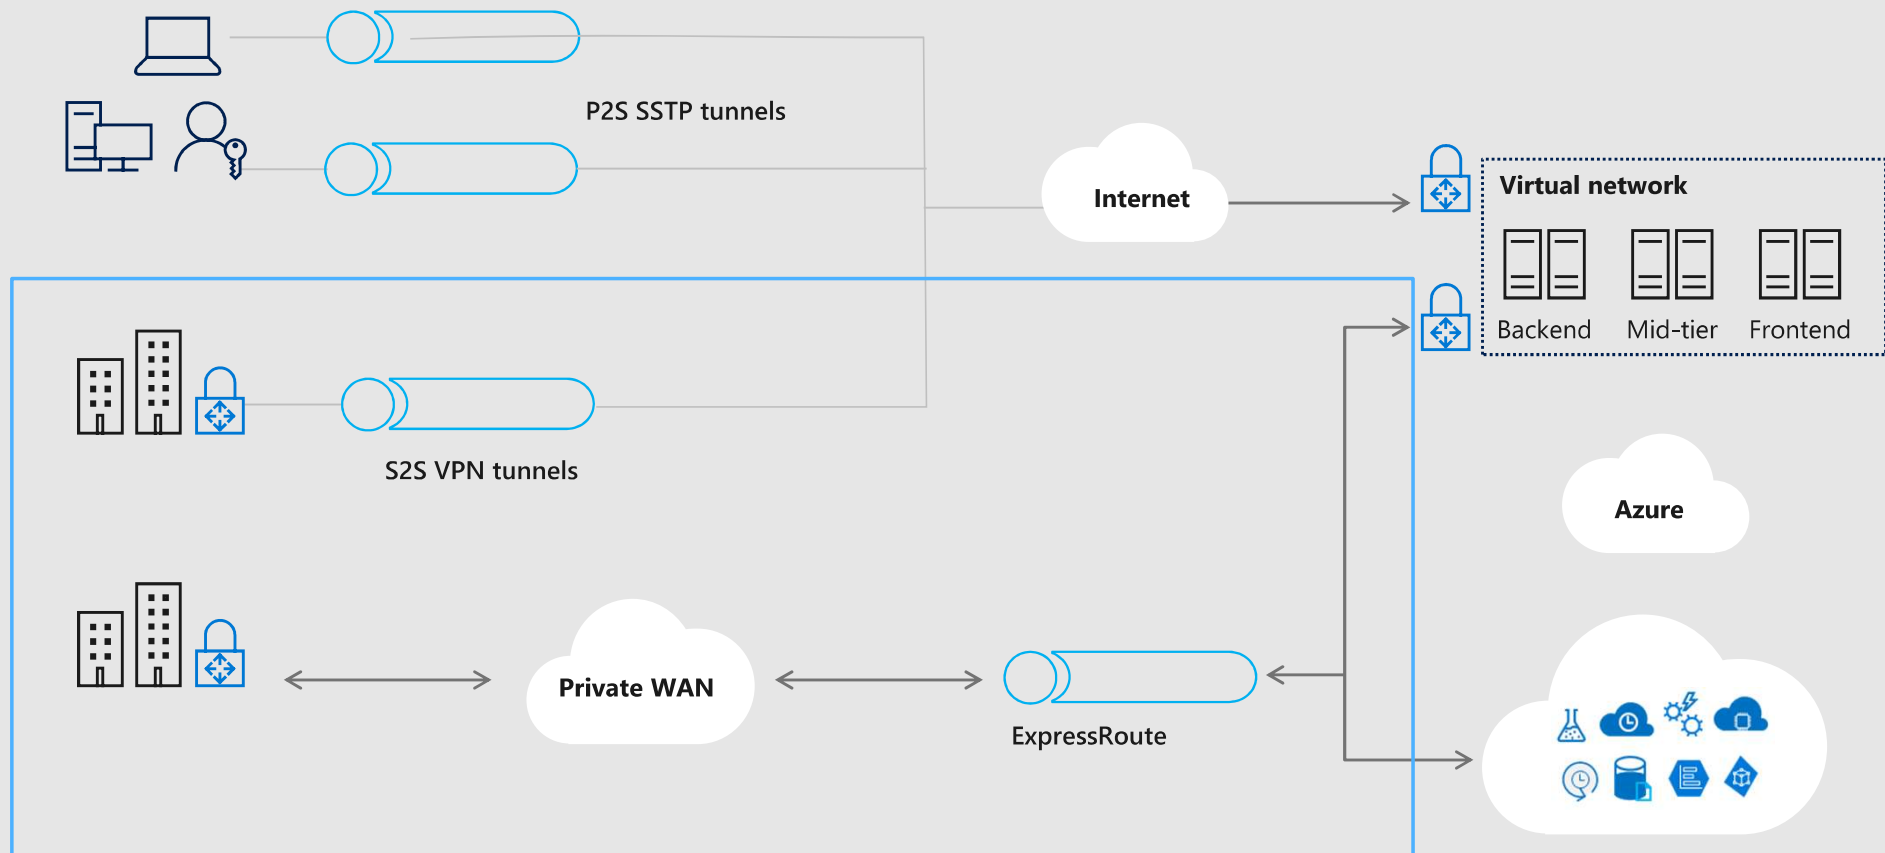 P2S SSTP tunnels
Internet
Virtual network
Backend
Mid-tier
Frontend
S2S VPN tunnels
Azure
Private WAN
ExpressRoute